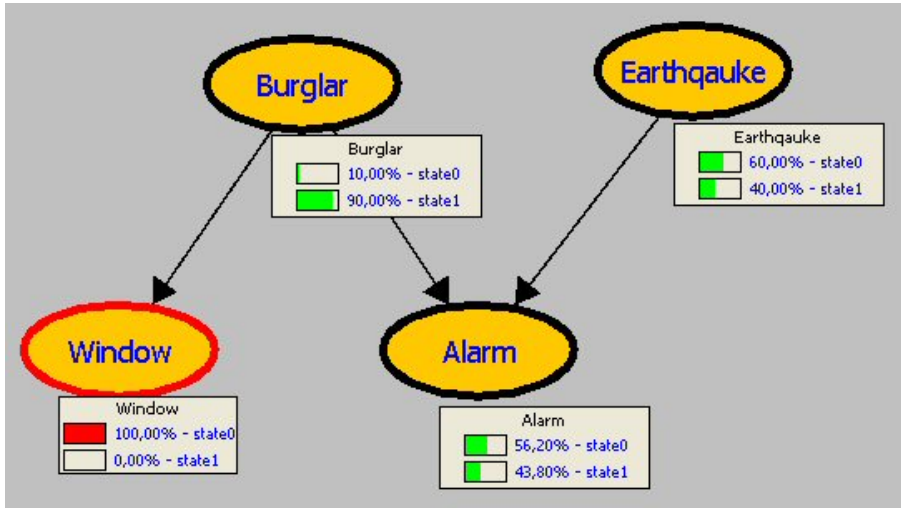 Burglar
Earthqauke
Burglar
10,00% - state0
90,00% - state1
Earthqauke
60,00% - state0
40,00% - state1
Window
Alarm
Window
100,00% - state0
0,00% - state1
Alarm
56,20% - state0
43,80% - state1